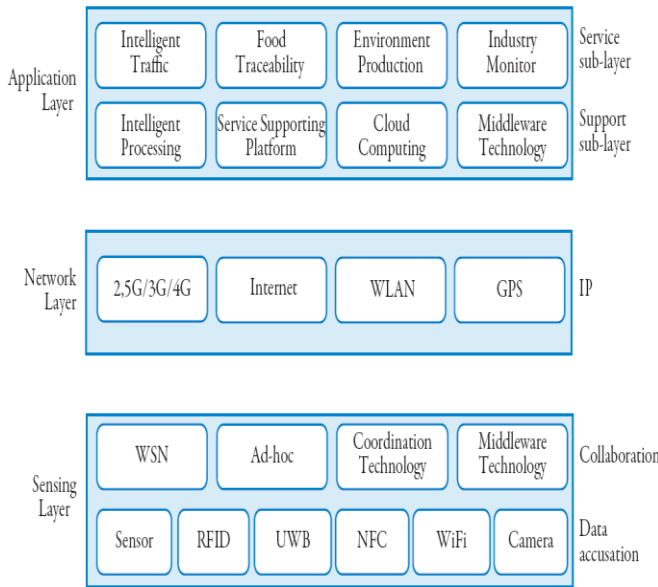 Application
Layer
Intelligent
Traffic
Food
Traceability
Environment
Production
Industry
Monitor
Service
sub-layer
Intelligent
Processing
Service Supporting
Platform
Cloud
Computing
Middleware
Technology
Support
sub-layer
Network
Layer
2,5G/3G/4G
Internet
WLAN
GPS
IP
Sensing
Layer
WSN
Ad-hoc
Coordination
Technology
Middleware
Technology
Collaboration
Sensor
RFID
UWB
NFC
WiFi
Camera
Data
accusation